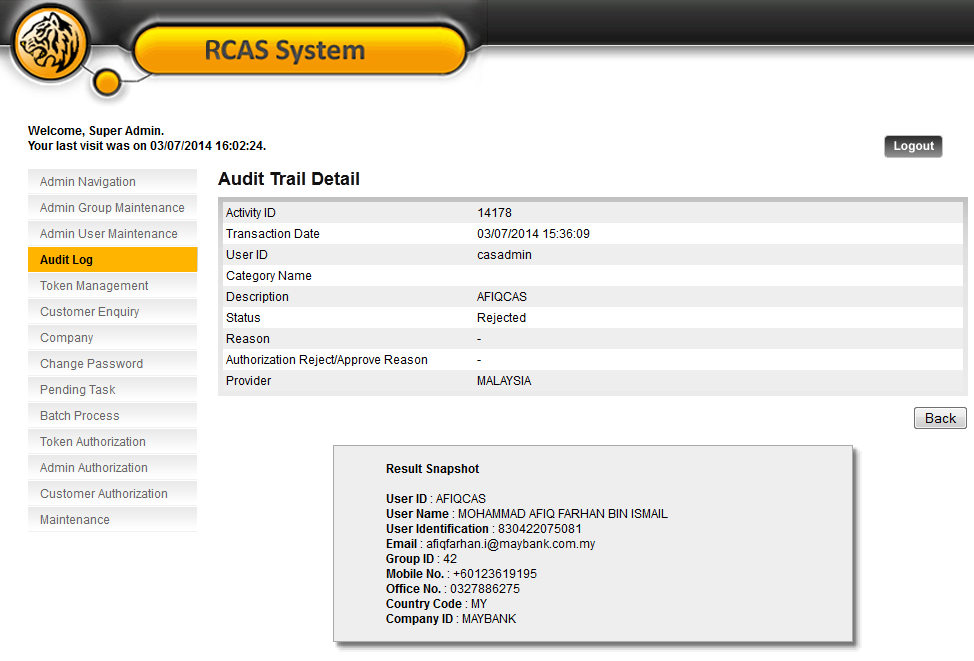 RCAS System
Welcome, Super Admin.
Your last visit was on 03/07/2014 16:02:24.
Logout
Admin Navigation
Admin Group Maintenance
Admin User Maintenance
Audit Log
Token Management
Customer Enquiry
Company
Change Password
Pending Task
Batch Process
Token Authorization
Admin Authorization
Customer Authorization
Maintenance
Audit Trail Detail
Activity ID 14178
Transaction Date 03/07/2014 15:36:09
User ID casadmin
Category Name
Description AFIQCAS
Status Rejected
Reason -
Authorization Reject/Approve Reason -
Provider MALAYSIA
Back
Result Snapshot
User ID : AFIQCAS
User Name : MOHAMMAD AFIQ FARHAN BIN ISMAIL
User Identification : 830422075081
Email : afiqfarhan.i@maybank.com.my
Group ID : 42
Mobile No. : +60123619195
Office No. : 0327886275
Country Code : MY
Company ID : MAYBANK